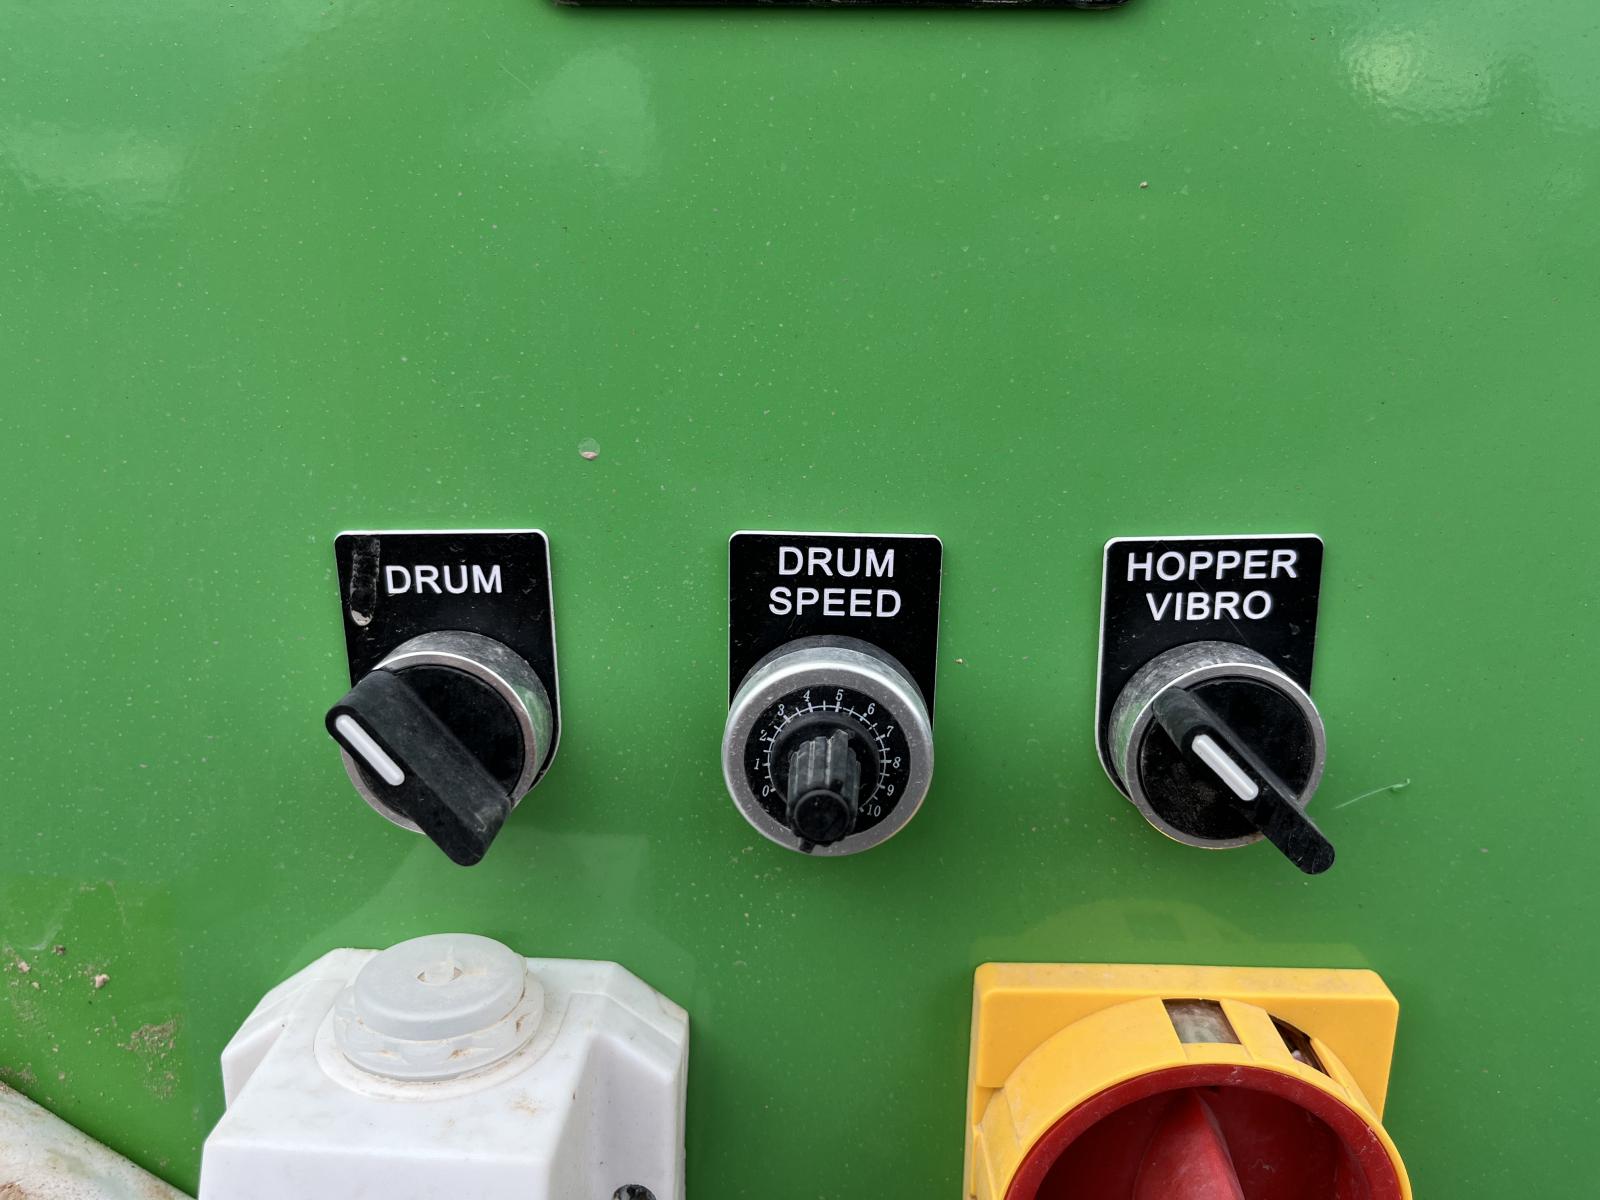 DRUM
DRUM
SPEED
HOPPER
VIBRO
0 1 2 3 4 5 6 7 8 9 10